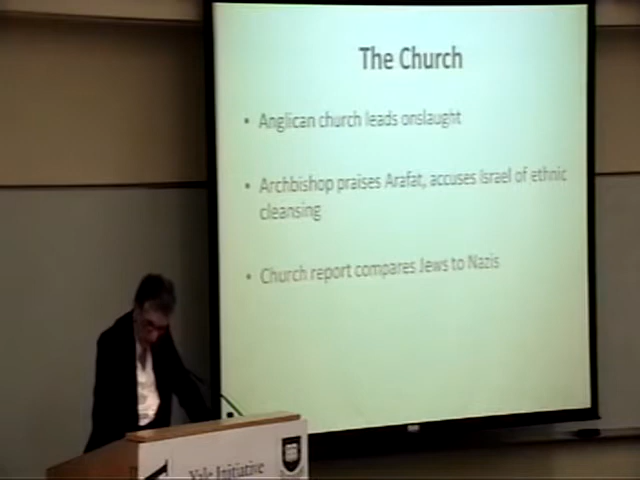 The Church
• Anglican church leads onslaught
• Archbishop praises Arafat, accuses Israel of ethnic
cleansing
• Church report compares Jews to Nazis
Yale Initiative